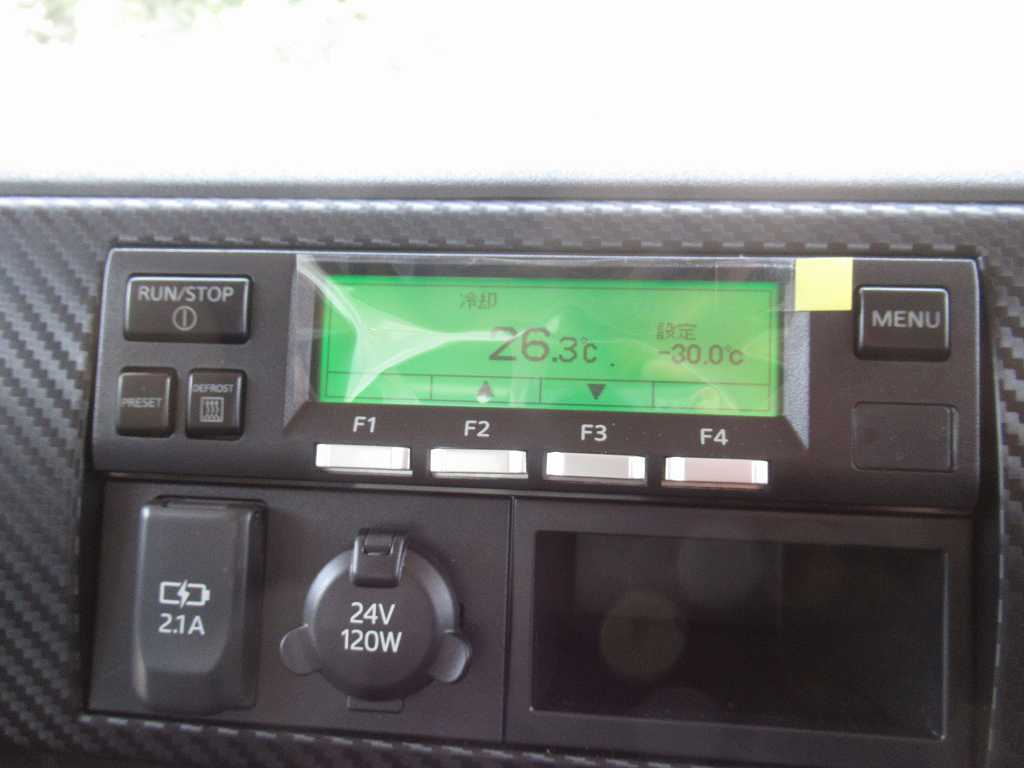 RUN/STOP
冷却
26.3℃
設定
-30.0℃
MENU
PRESET
DEFROST
▲
▼
F1
F2
F3
F4
2.1A
24V
120W